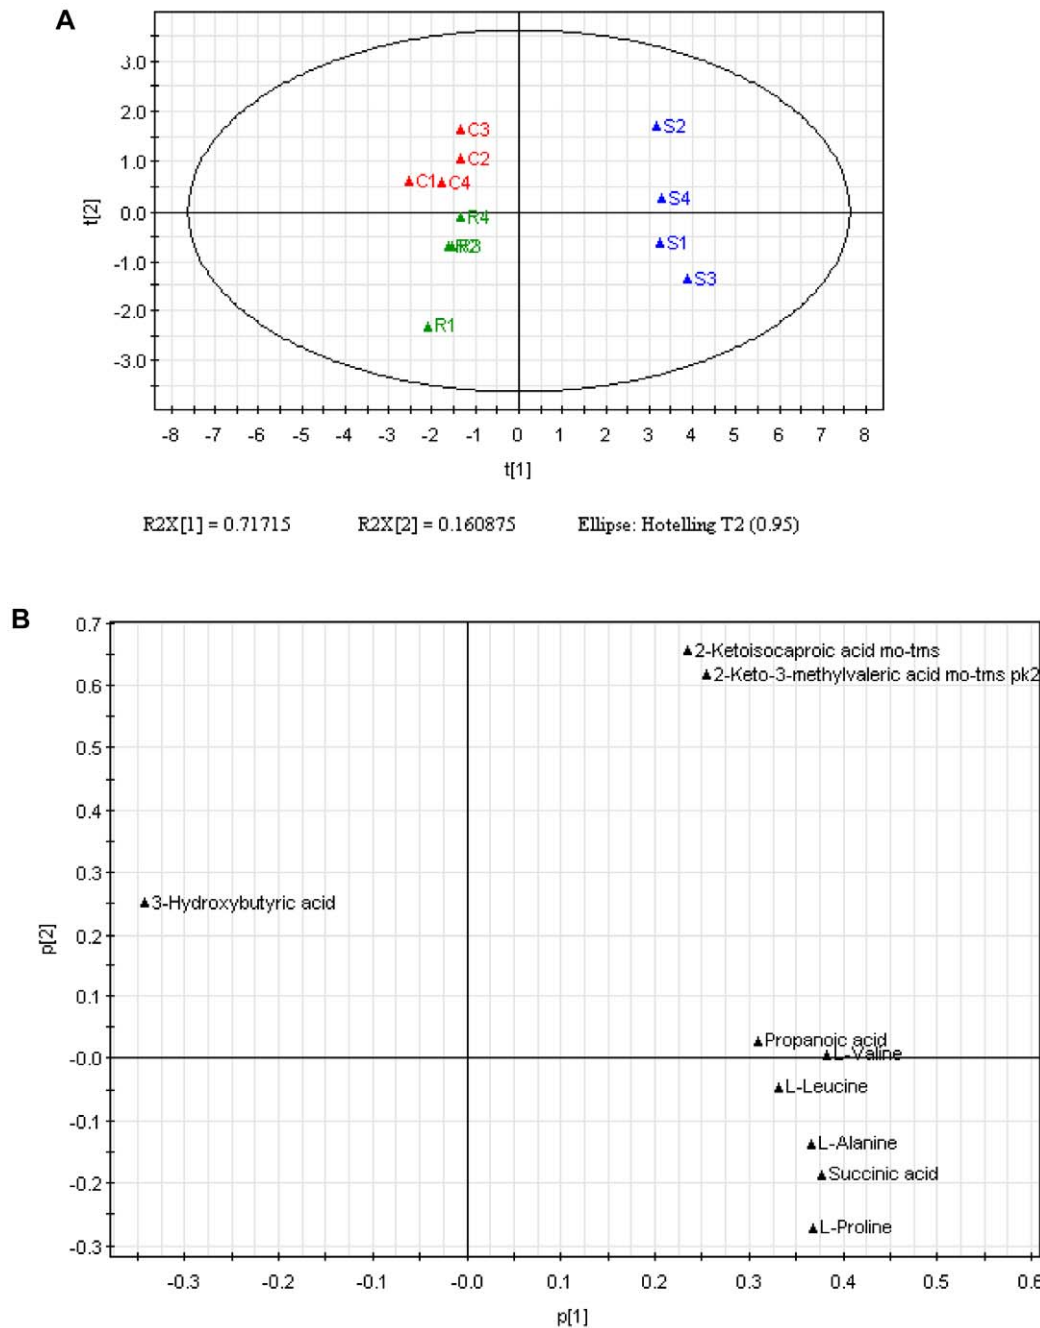 A
3.0
2.0
1.0
0.0
-1.0
-2.0
-3.0
t[2]
C3
C2
C1
C4
R4
R1
S2
S4
S1
S3
-8 -7 -6 -5 -4 -3 -2 -1 0 1 2 3 4 5 6 7 8
t[1]
R2X[1] = 0.71715 R2X[2] = 0.160875 Ellipse: Hotelling T2 (0.95)
B
0.7
0.6
0.5
0.4
0.3
0.2
0.1
-0.0
-0.1
-0.2
-0.3
p[2]
2-Ketoisocaproic acid mo-tms
2-Keto-3-methylvaleric acid mo-tms pk2
3-Hydroxybutyric acid
Propanoic acid
L-Valine
L-Leucine
L-Alanine
Succinic acid
L-Proline
-0.3 -0.2 -0.1 -0.0 0.1 0.2 0.3 0.4 0.5 0.6
p[1]